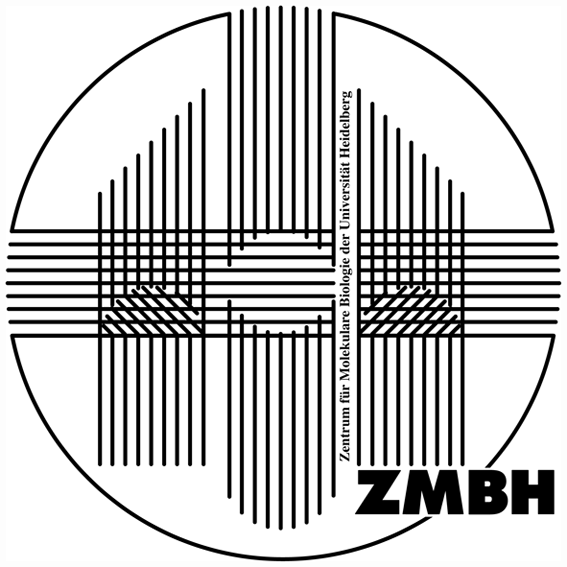 Zentrum für Molekulare Biologie der Universität Heidelberg
ZMBH